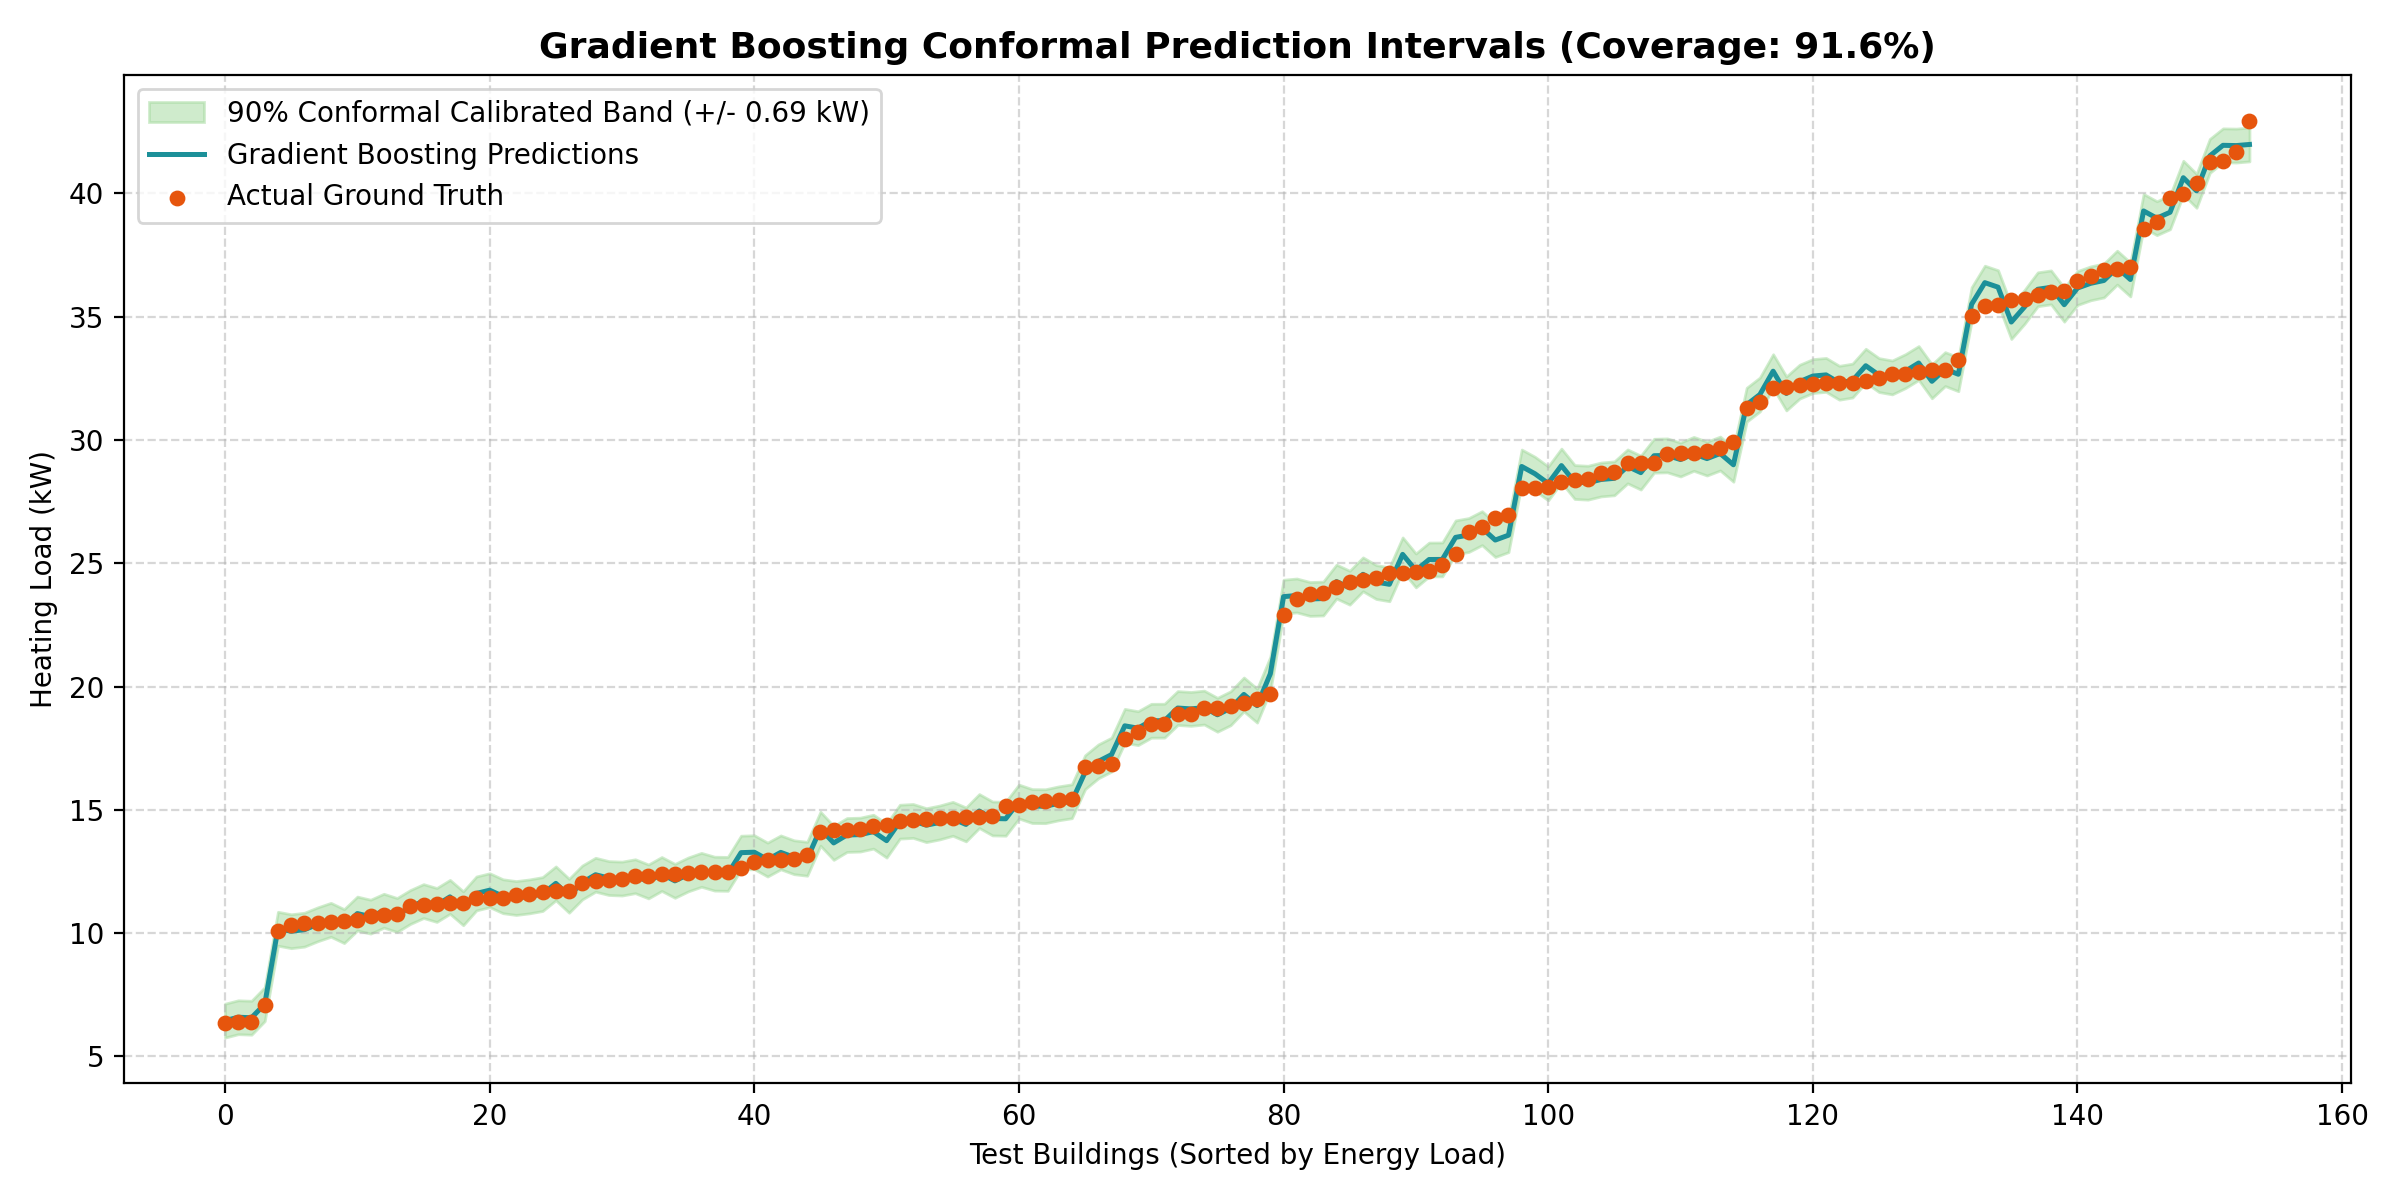 Gradient Boosting Conformal Prediction Intervals (Coverage: 91.6%)
90% Conformal Calibrated Band (+/- 0.69 kW)
Gradient Boosting Predictions
Actual Ground Truth
Heating Load (kW)
40
35
30
25
20
15
10
5
0 20 40 60 80 100 120 140 160
Test Buildings (Sorted by Energy Load)